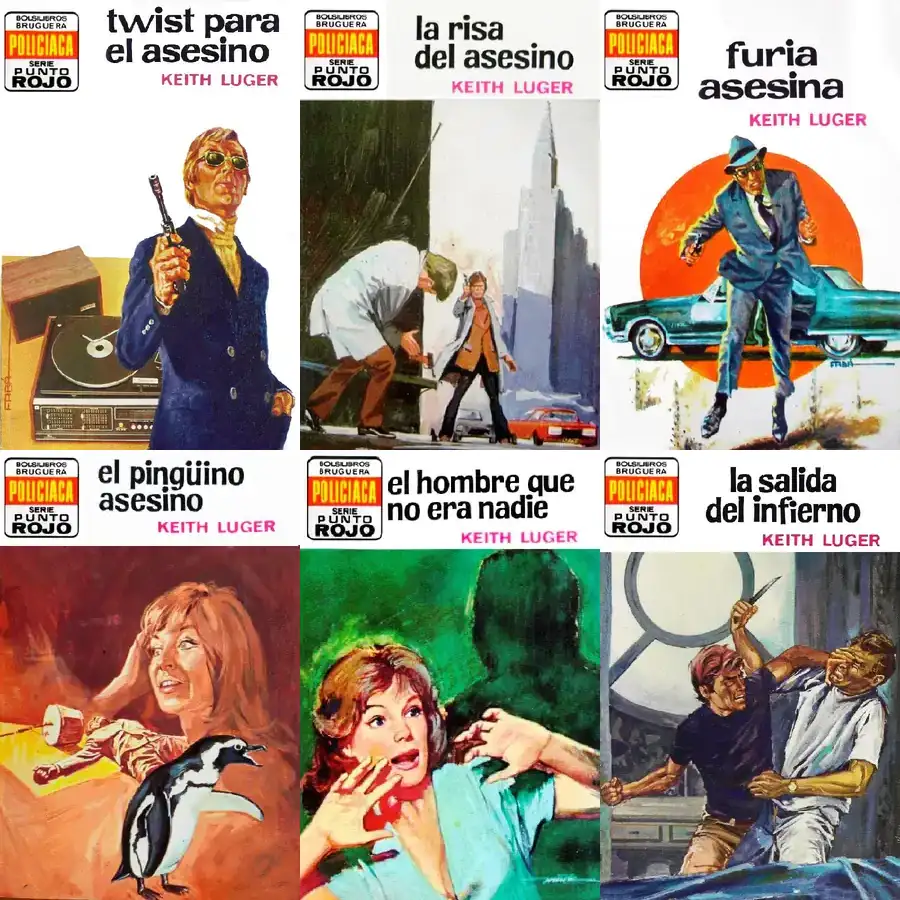 BOLSILIBROS
BRUGUERA
POLICIACA
SERIE
PUNTO
ROJO
twist para
el asesino
KEITH LUGER
FABÁ
BOLSILIBROS
BRUGUERA
POLICIACA
SERIE
PUNTO
ROJO
la risa
del asesino
KEITH LUGER
BOLSILIBROS
BRUGUERA
POLICIACA
SERIE
PUNTO
ROJO
furia
asesina
KEITH LUGER
FABÁ
BOLSILIBROS
BRUGUERA
POLICIACA
SERIE
PUNTO
ROJO
el pingüino
asesino
KEITH LUGER
BOLSILIBROS
BRUGUERA
POLICIACA
SERIE
PUNTO
ROJO
el hombre que
no era nadie
KEITH LUGER
BOLSILIBROS
BRUGUERA
POLICIACA
SERIE
PUNTO
ROJO
la salida
del infierno
KEITH LUGER